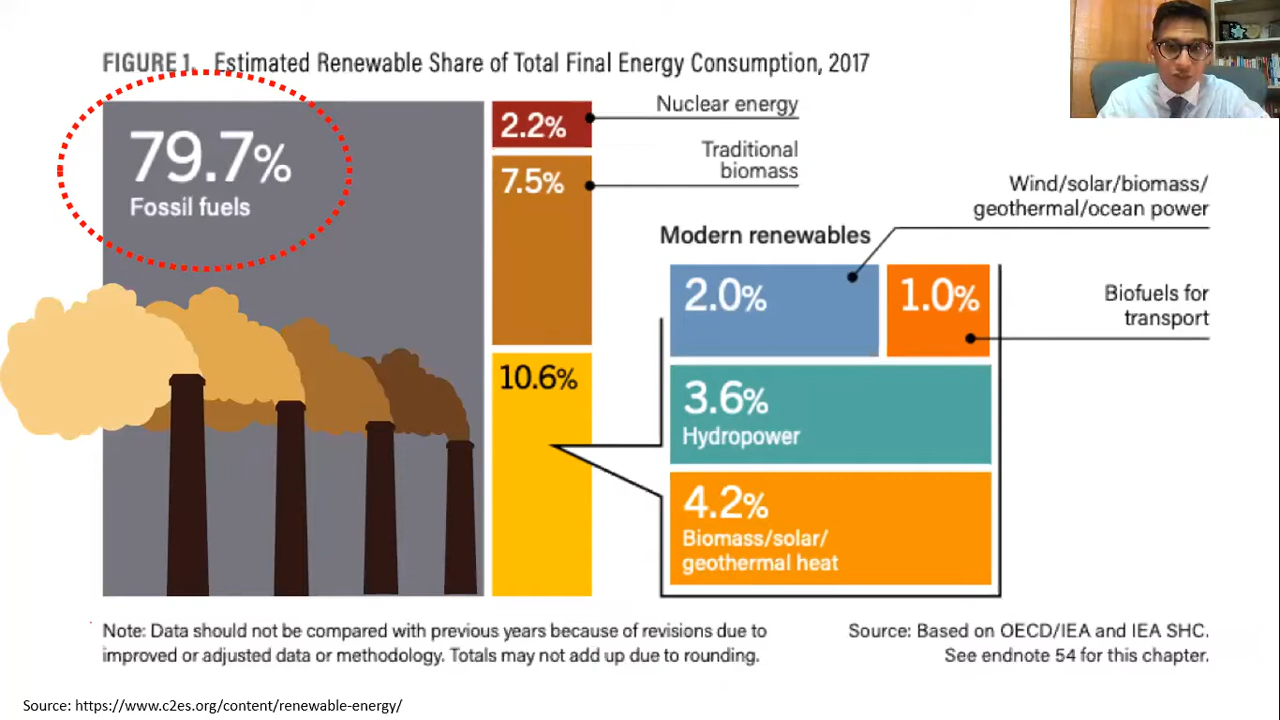 FIGURE 1. Estimated Renewable Share of Total Final Energy Consumption, 2017
79.7%
Fossil fuels
2.2%
Nuclear energy
7.5%
Traditional
biomass
10.6%
Modern renewables
Wind/solar/biomass/
geothermal/ocean power
2.0%
1.0%
Biofuels for
transport
3.6%
Hydropower
4.2%
Biomass/solar/
geothermal heat
Note: Data should not be compared with previous years because of revisions due to
improved or adjusted data or methodology. Totals may not add up due to rounding.
Source: Based on OECD/IEA and IEA SHC.
See endnote 54 for this chapter.
Source: https://www.c2es.org/content/renewable-energy/